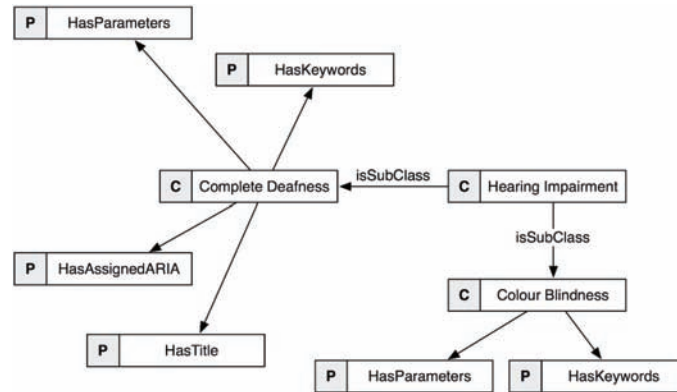 P HasParameters
P HasKeywords
C Complete Deafness
isSubClass
C Hearing Impairment
isSubClass
P HasAssignedARIA
C Colour Blindness
P HasTitle
P HasParameters
P HasKeywords